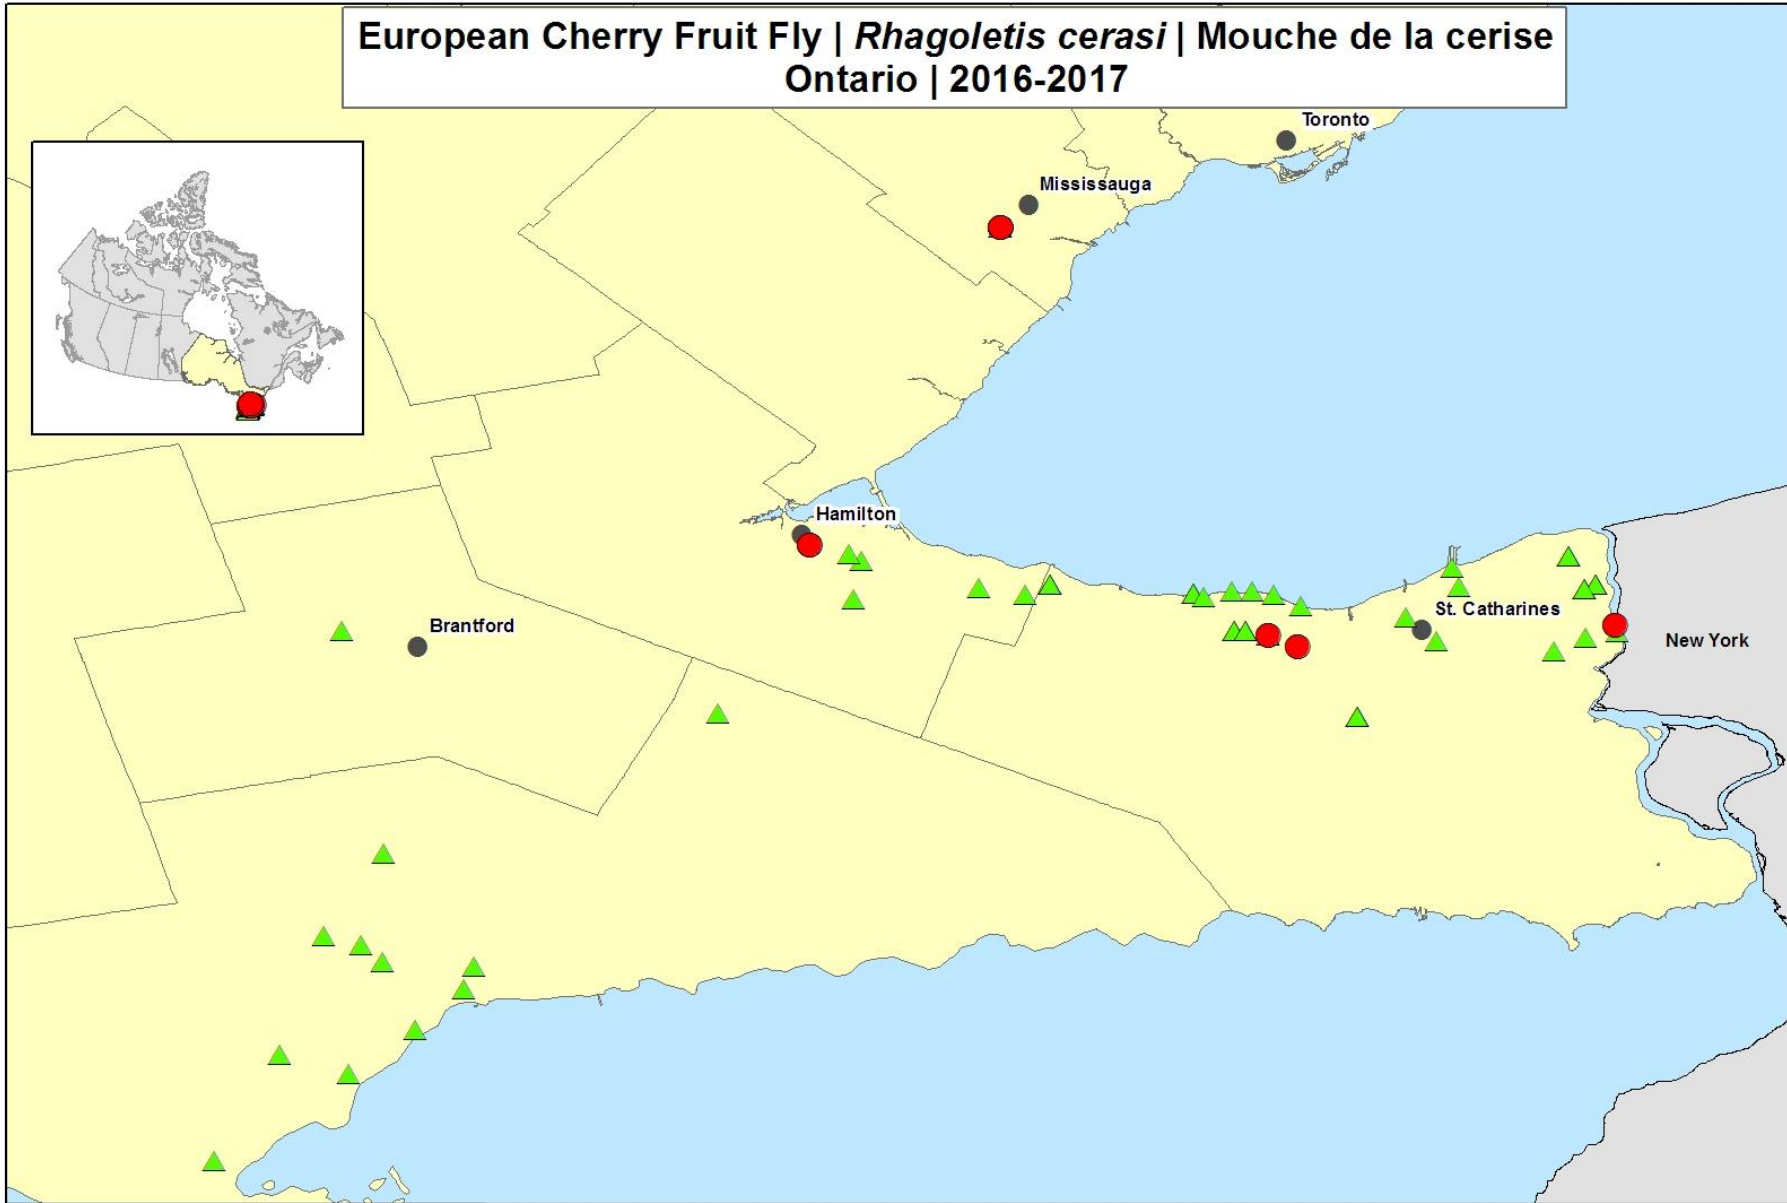 European Cherry Fruit Fly | Rhagoletis cerasi | Mouche de la cerise
Ontario | 2016-2017
Toronto
Mississauga
Hamilton
St. Catharines
Brantford
New York